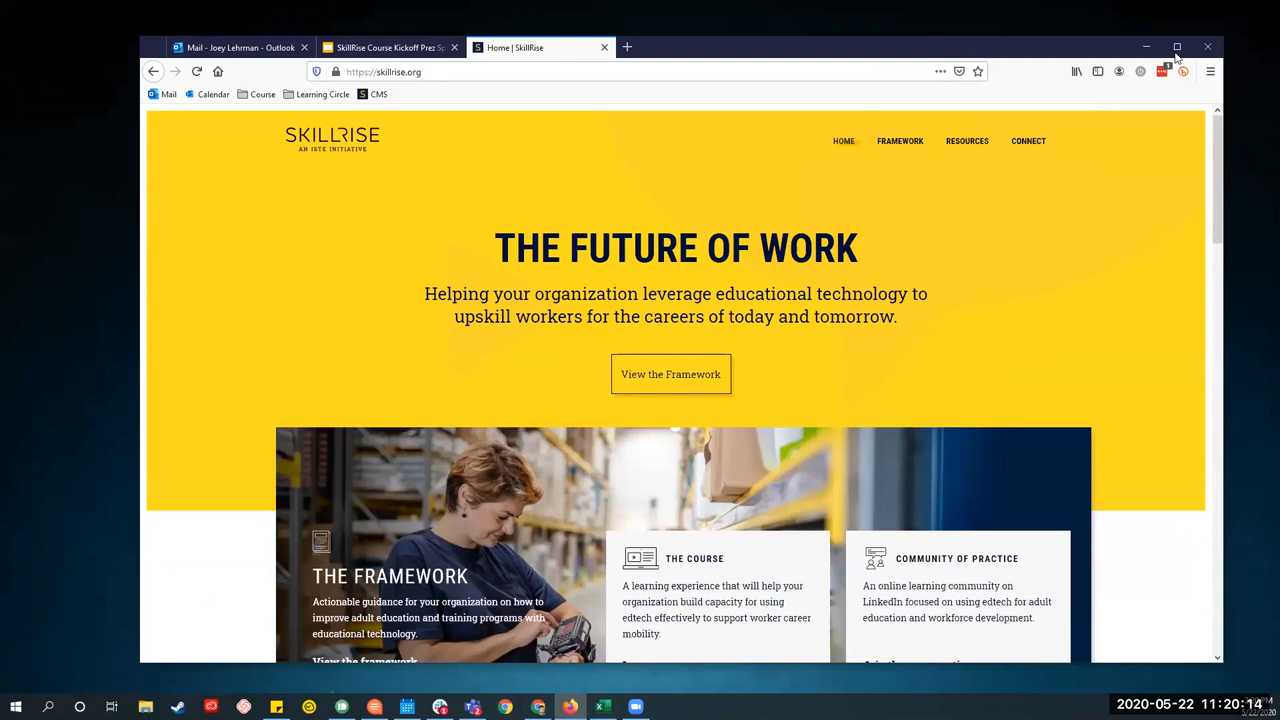 Mail - Joey Lehrman - Outlook
SkillRise Course Kickoff Prez Sp
Home | SkillRise
https://skillrise.org
1
Mail
Calendar
Course
Learning Circle
CMS
SKILLRISE
AN ISTE INITIATIVE
HOME
FRAMEWORK
RESOURCES
CONNECT
THE FUTURE OF WORK
Helping your organization leverage educational technology to
upskill workers for the careers of today and tomorrow.
View the Framework
THE FRAMEWORK
Actionable guidance for your organization on how to
improve adult education and training programs with
educational technology.
View the framework
THE COURSE
A learning experience that will help your
organization build capacity for using
edtech effectively to support worker career
mobility.
COMMUNITY OF PRACTICE
An online learning community on
LinkedIn focused on using edtech for adult
education and workforce development.
2020-05-22 11:20:14